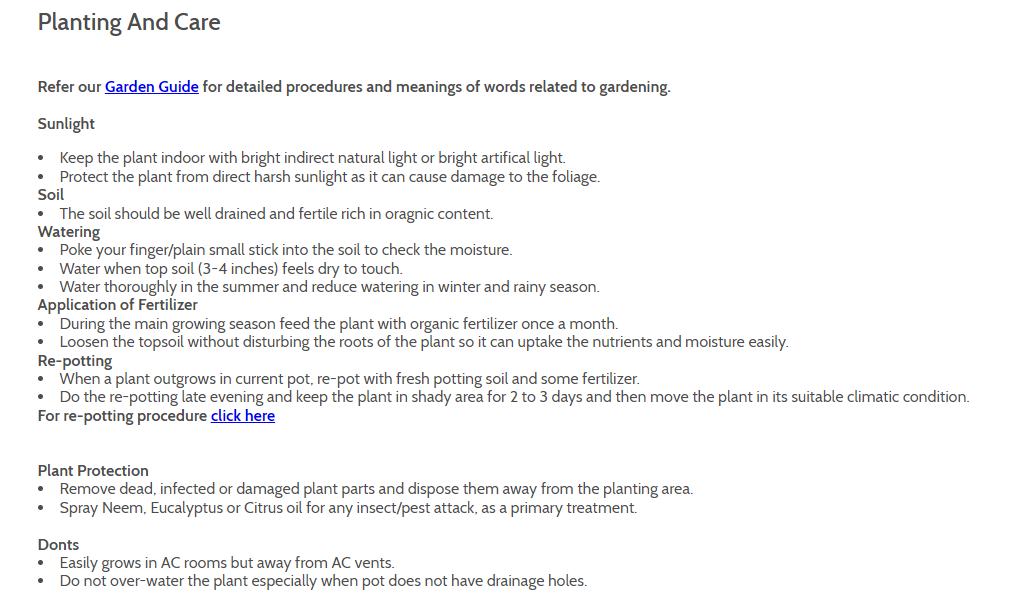 Planting And Care
Refer our Garden Guide for detailed procedures and meanings of words related to gardening.
Sunlight
• Keep the plant indoor with bright indirect natural light or bright artifical light.
• Protect the plant from direct harsh sunlight as it can cause damage to the foliage.
Soil
• The soil should be well drained and fertile rich in oragnic content.
Watering
• Poke your finger/plain small stick into the soil to check the moisture.
• Water when top soil (3-4 inches) feels dry to touch.
• Water thoroughly in the summer and reduce watering in winter and rainy season.
Application of Fertilizer
• During the main growing season feed the plant with organic fertilizer once a month.
• Loosen the topsoil without disturbing the roots of the plant so it can uptake the nutrients and moisture easily.
Re-potting
• When a plant outgrows in current pot, re-pot with fresh potting soil and some fertilizer.
• Do the re-potting late evening and keep the plant in shady area for 2 to 3 days and then move the plant in its suitable climatic condition.
For re-potting procedure click here
Plant Protection
• Remove dead, infected or damaged plant parts and dispose them away from the planting area.
• Spray Neem, Eucalyptus or Citrus oil for any insect/pest attack, as a primary treatment.
Donts
• Easily grows in AC rooms but away from AC vents.
• Do not over-water the plant especially when pot does not have drainage holes.